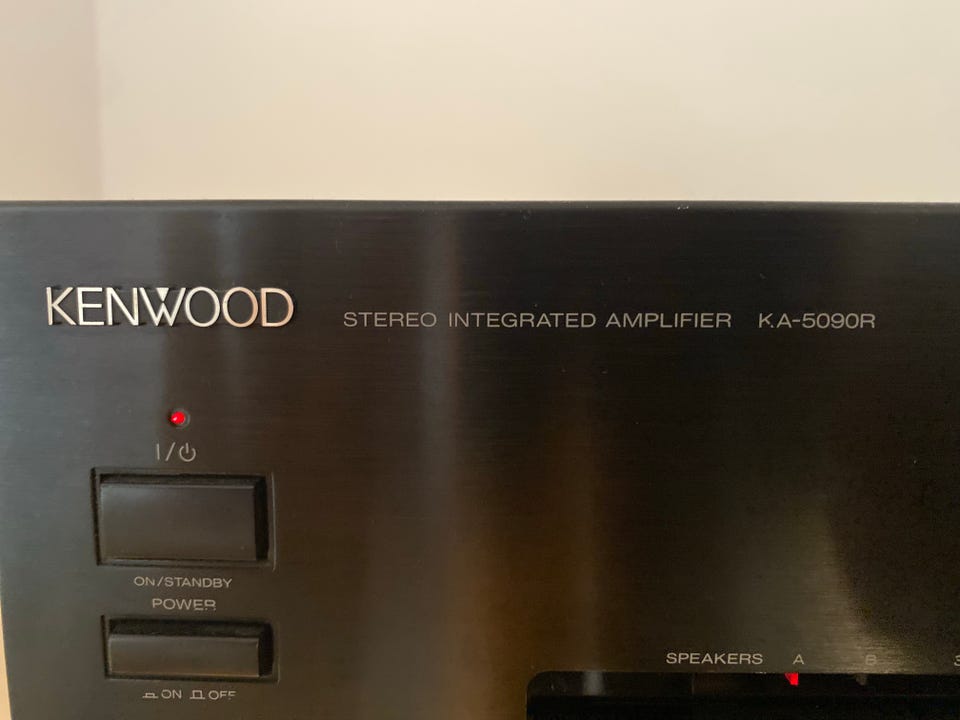 KENWOOD
STEREO INTEGRATED AMPLIFIER KA-5090R
I/⏻
ON/STANDBY
POWER
ON OFF
SPEAKERS A B